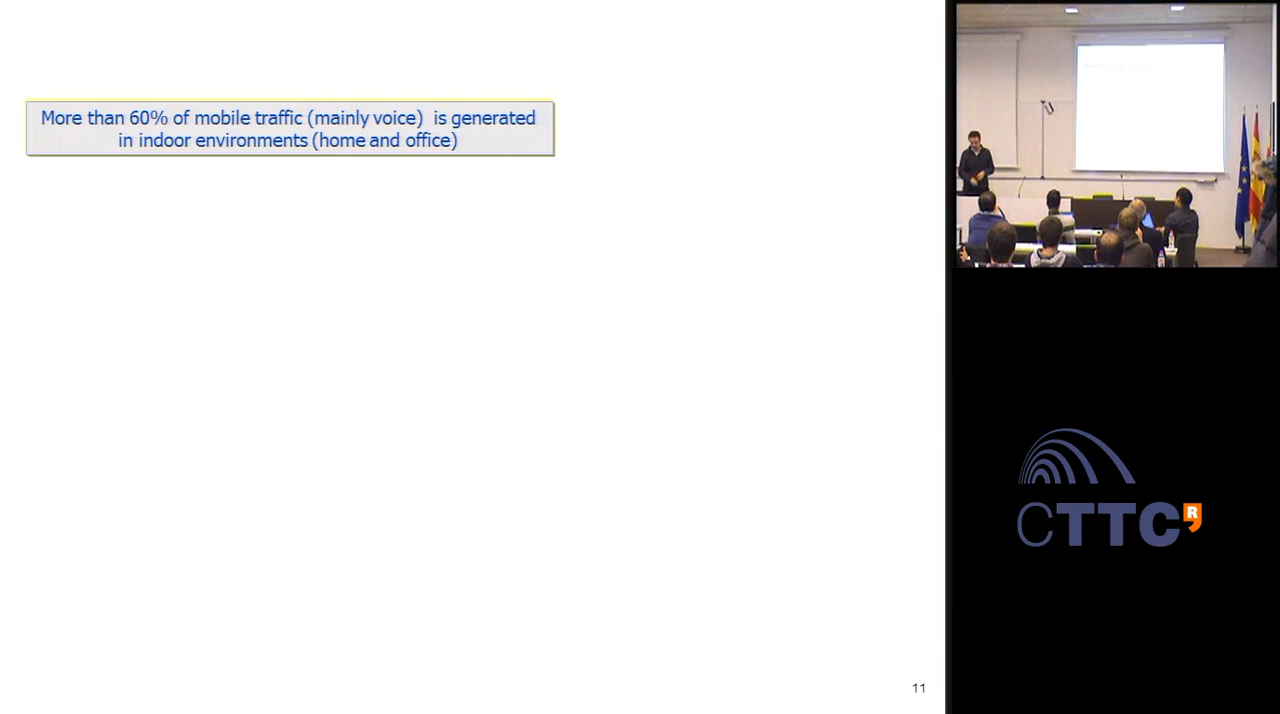 More than 60% of mobile traffic (mainly voice) is generated
in indoor environments (home and office)
11
CTTC
R